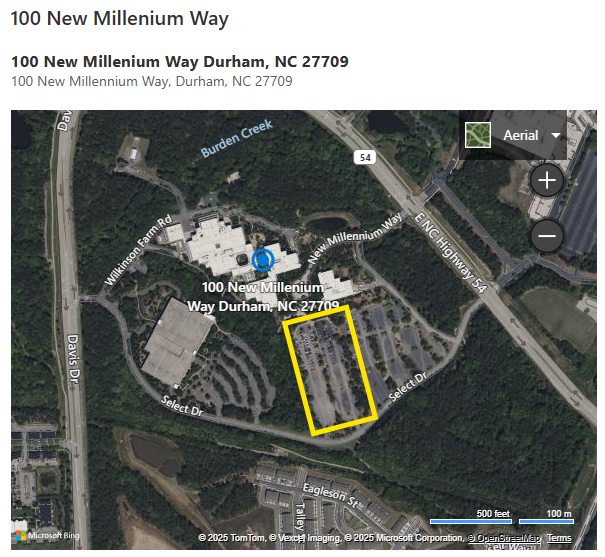 100 New Millenium Way
100 New Millenium Way Durham, NC 27709
100 New Millennium Way, Durham, NC 27709
Davis
Burden Creek
54
Aerial
Wilkinson Farm Rd
New Millennium Way
E NC Highway 54
100 New Millenium
Way Durham, NC 27709
Davis Dr
Select Dr
Select Dr
Eagleson St
Talley
500 feet
100 m
Microsoft Bing
© 2025 TomTom, © Vexcel Imaging, © 2025 Microsoft Corporation, © OpenStreetMap Terms